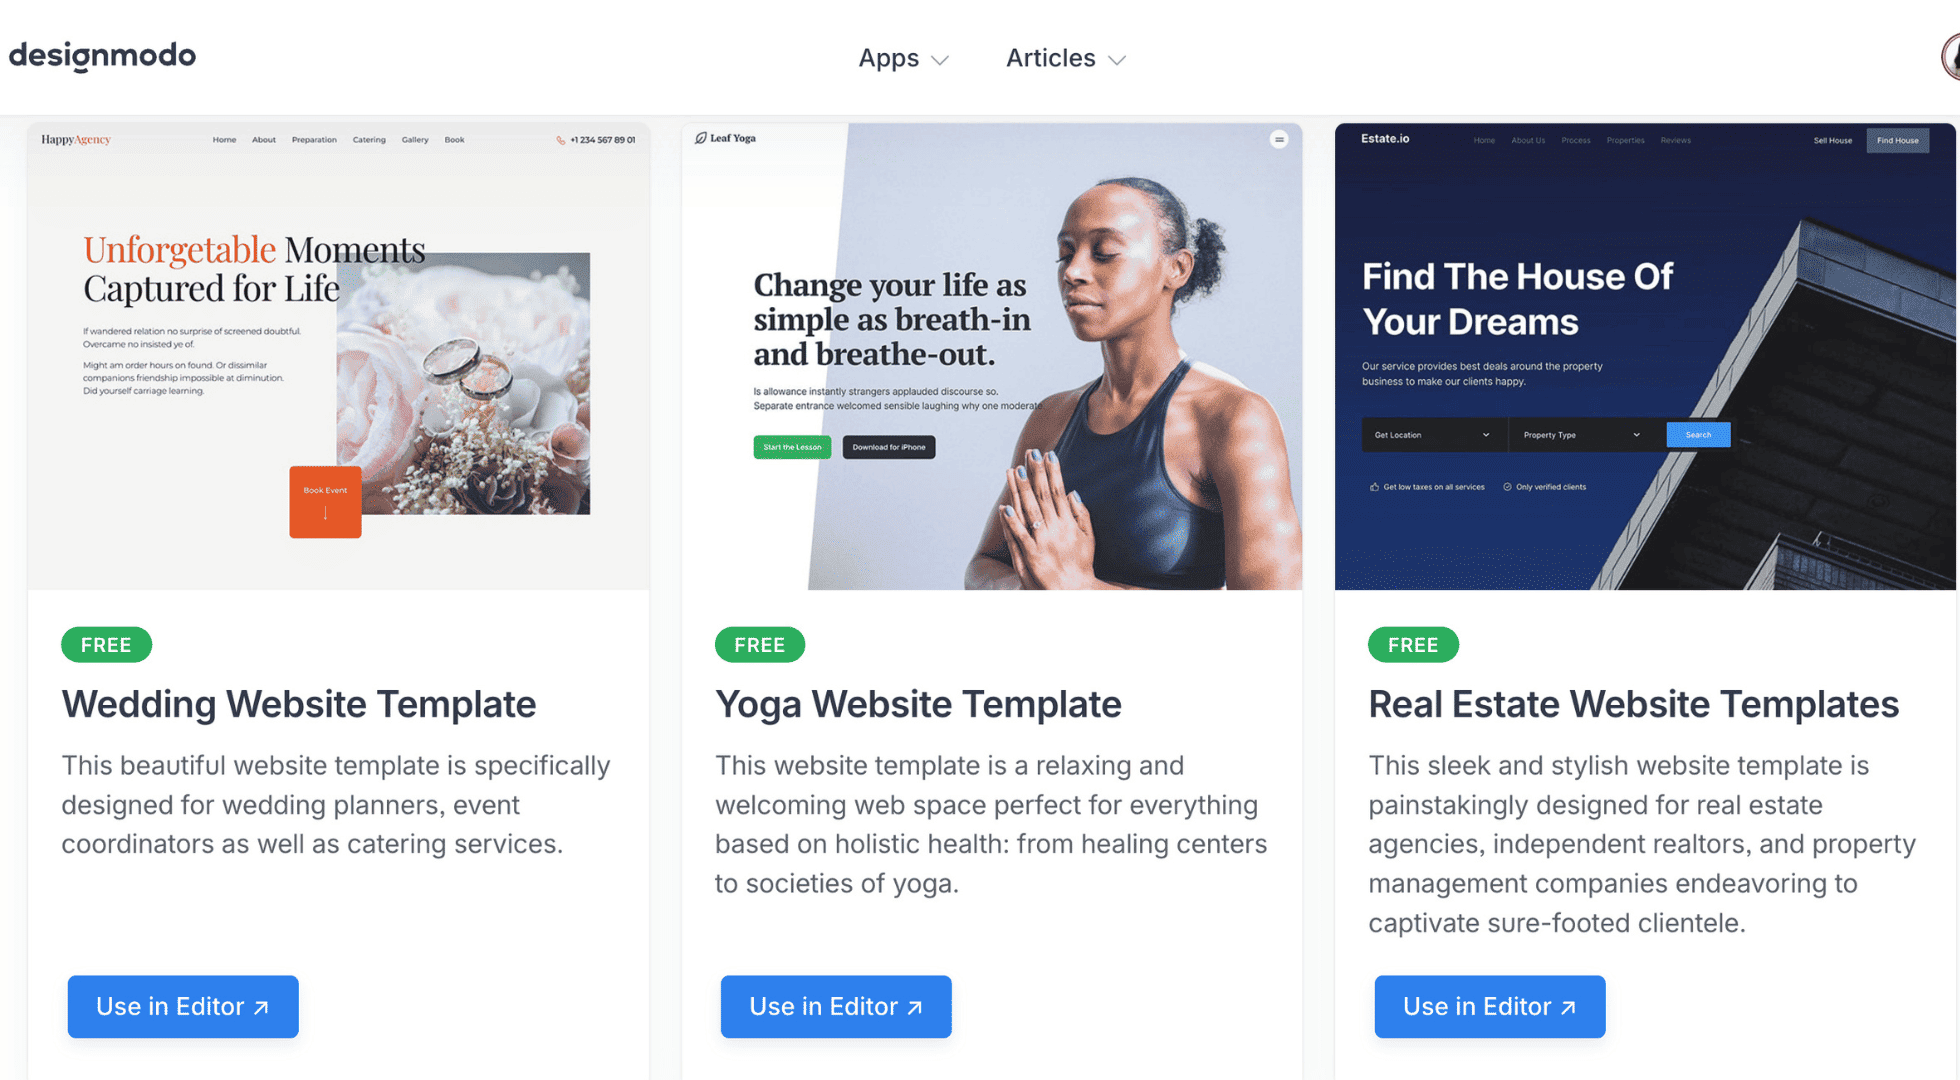 designmodo
Apps
Articles
HappyAgency
Home About Preparation Catering Gallery Book
+1 234 567 89 01
Unforgetable Moments
Captured for Life
If wandered relation no surprise of screened doubtful.
Overcame no insisted ye of.
Might am order hours on found. Or dissimilar
companions friendship impossible at diminution.
Did yourself carriage learning.
Book Event
FREE
Wedding Website Template
This beautiful website template is specifically
designed for wedding planners, event
coordinators as well as catering services.
Use in Editor
Leaf Yoga
Change your life as
simple as breath-in
and breathe-out.
Is allowance instantly strangers applauded discourse so.
Separate entrance welcomed sensible laughing why one moderate.
Start the Lesson
Download for iPhone
FREE
Yoga Website Template
This website template is a relaxing and
welcoming web space perfect for everything
based on holistic health: from healing centers
to societies of yoga.
Use in Editor
Estate.io
Home About Us Process Properties Reviews
Sell House
Find House
Find The House Of
Your Dreams
Our service provides best deals around the property
business to make our clients happy.
Get Location
Property Type
Search
Get low taxes on all services
Only verified clients
FREE
Real Estate Website Templates
This sleek and stylish website template is
painstakingly designed for real estate
agencies, independent realtors, and property
management companies endeavoring to
captivate sure-footed clientele.
Use in Editor